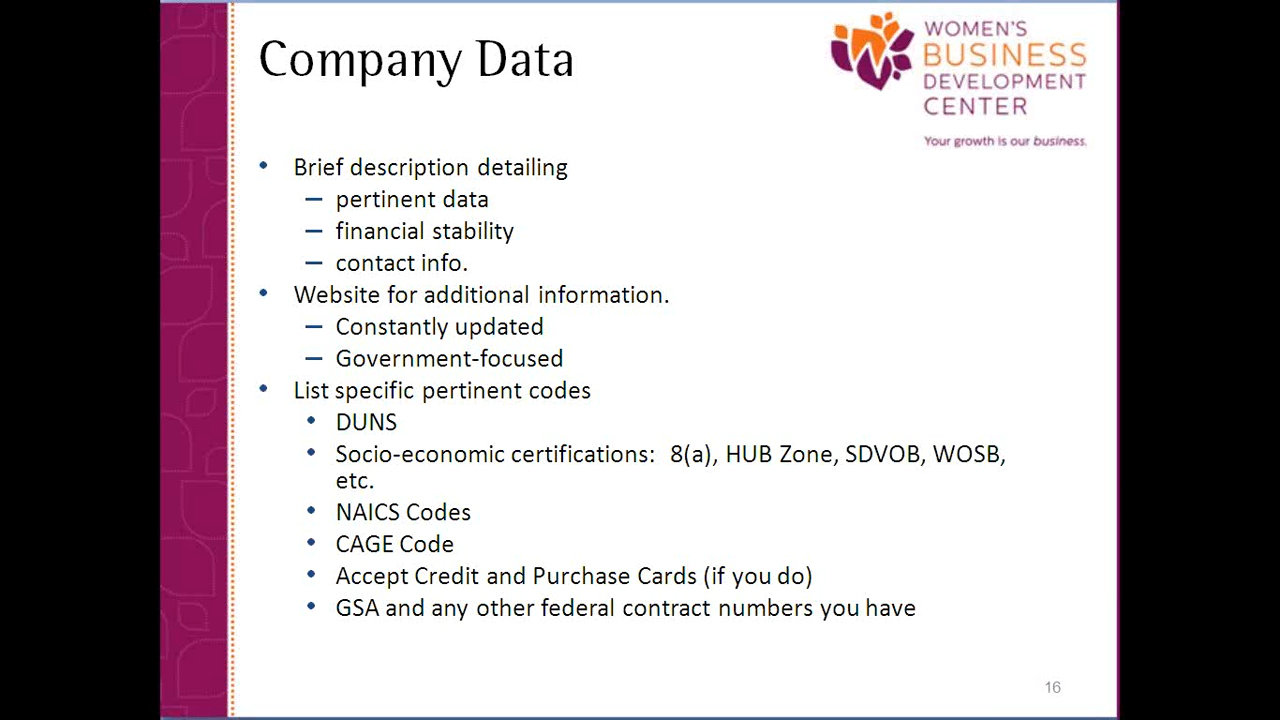 Company Data
WOMEN'S
BUSINESS
DEVELOPMENT
CENTER
Your growth is our business.
• Brief description detailing
– pertinent data
– financial stability
– contact info.
• Website for additional information.
– Constantly updated
– Government-focused
• List specific pertinent codes
• DUNS
• Socio-economic certifications:  8(a), HUB Zone, SDVOB, WOSB,
etc.
• NAICS Codes
• CAGE Code
• Accept Credit and Purchase Cards (if you do)
• GSA and any other federal contract numbers you have
16